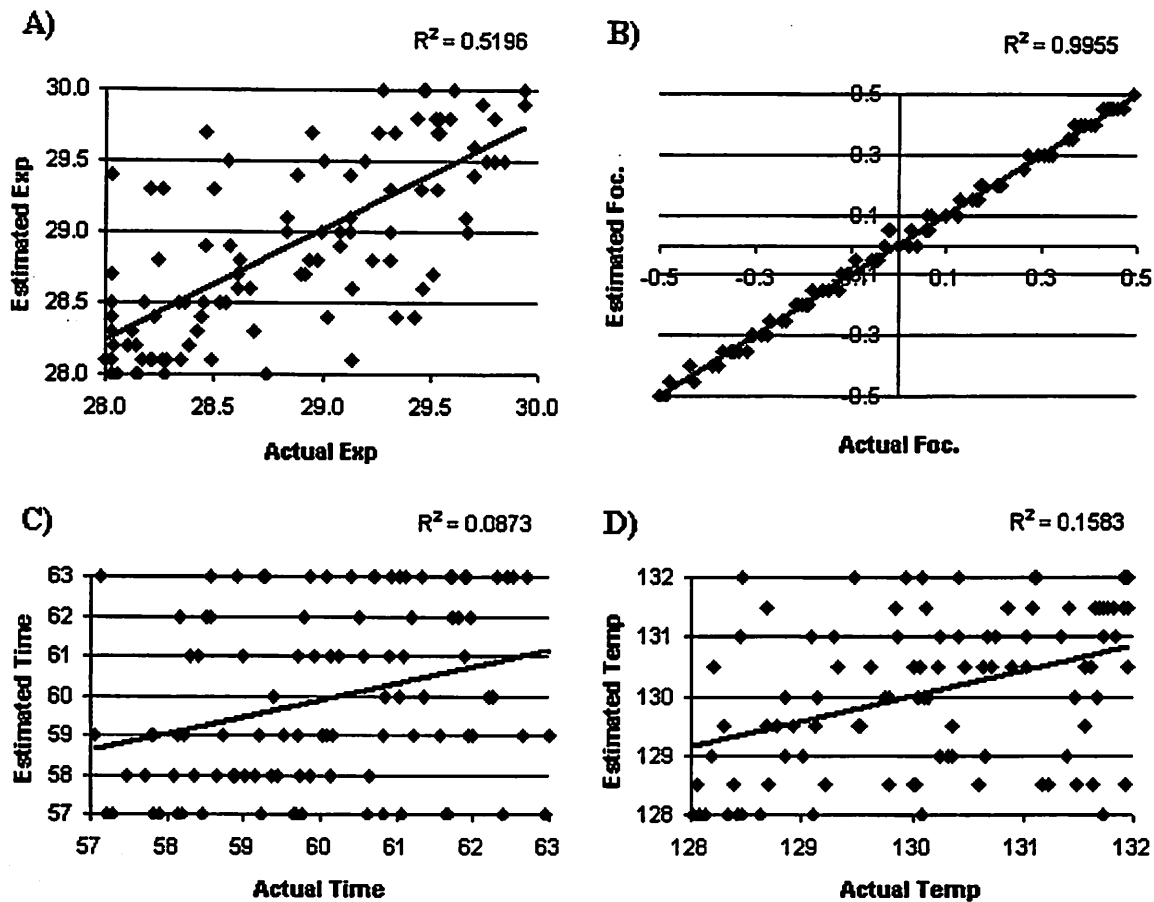 A)
R² = 0.5196
30.0
29.5
29.0
28.5
28.0
28.0 28.5 29.0 29.5 30.0
Estimated Exp
Actual Exp
B)
R² = 0.9955
0.5
0.3
0.1
-0.1
-0.3
-0.5
-0.5 -0.3 -0.1 0.1 0.3 0.5
Estimated Foc.
Actual Foc.
C)
R² = 0.0873
63
62
61
60
59
58
57
57 58 59 60 61 62 63
Estimated Time
Actual Time
D)
R² = 0.1583
132
131
130
129
128
128 129 130 131 132
Estimated Temp
Actual Temp